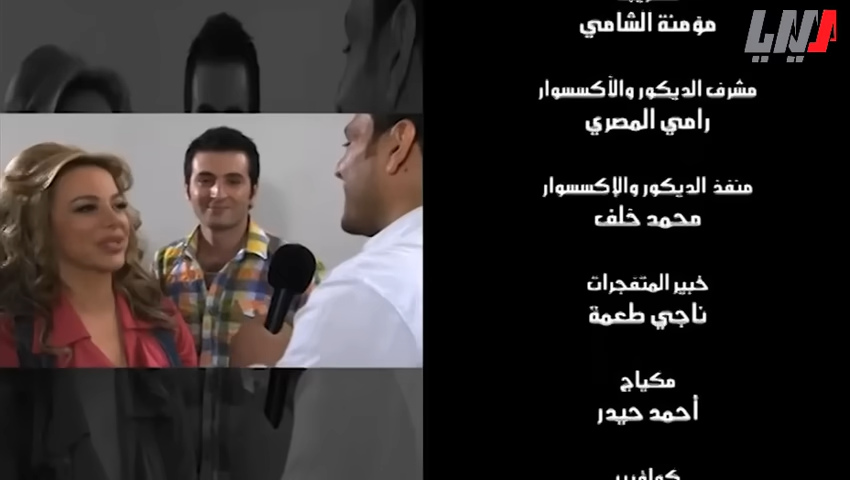 مؤمنة الشامي
مشرف الديكور والأكسسوار
رامي المصري
منفذ الديكور والإكسسوار
محمد خلف
خبير المتفجرات
ناجي طعمة
مكياج
أحمد حيدر